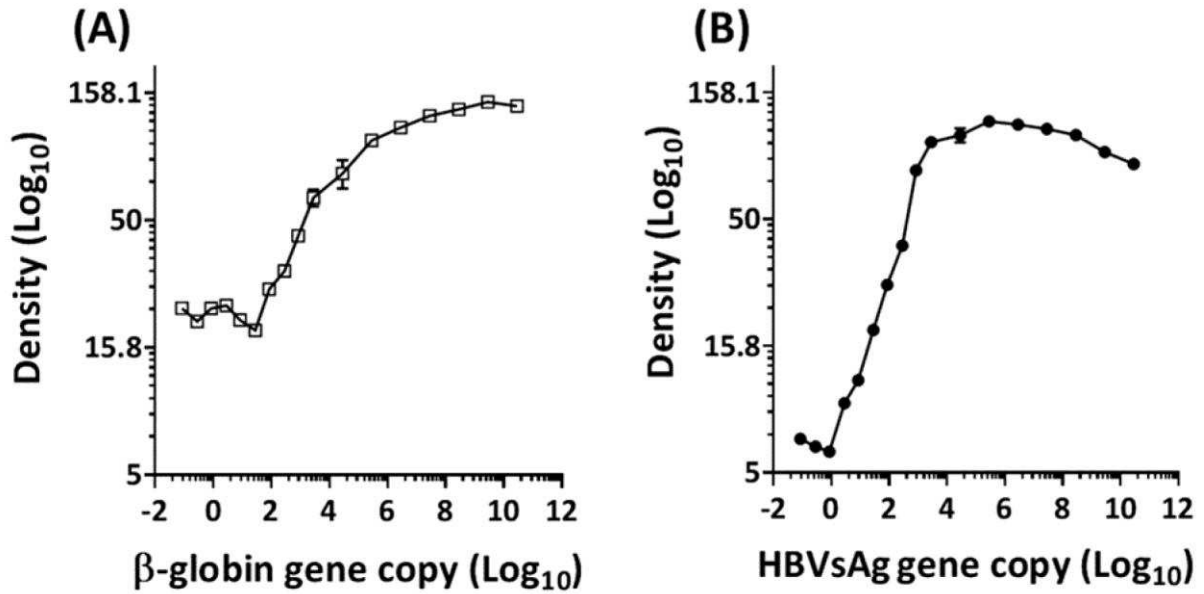 (A)
Density (Log10)
158.1
50
15.8
5
-2 0 2 4 6 8 10 12
β-globin gene copy (Log10)
(B)
Density (Log10)
158.1
50
15.8
5
-2 0 2 4 6 8 10 12
HBVsAg gene copy (Log10)